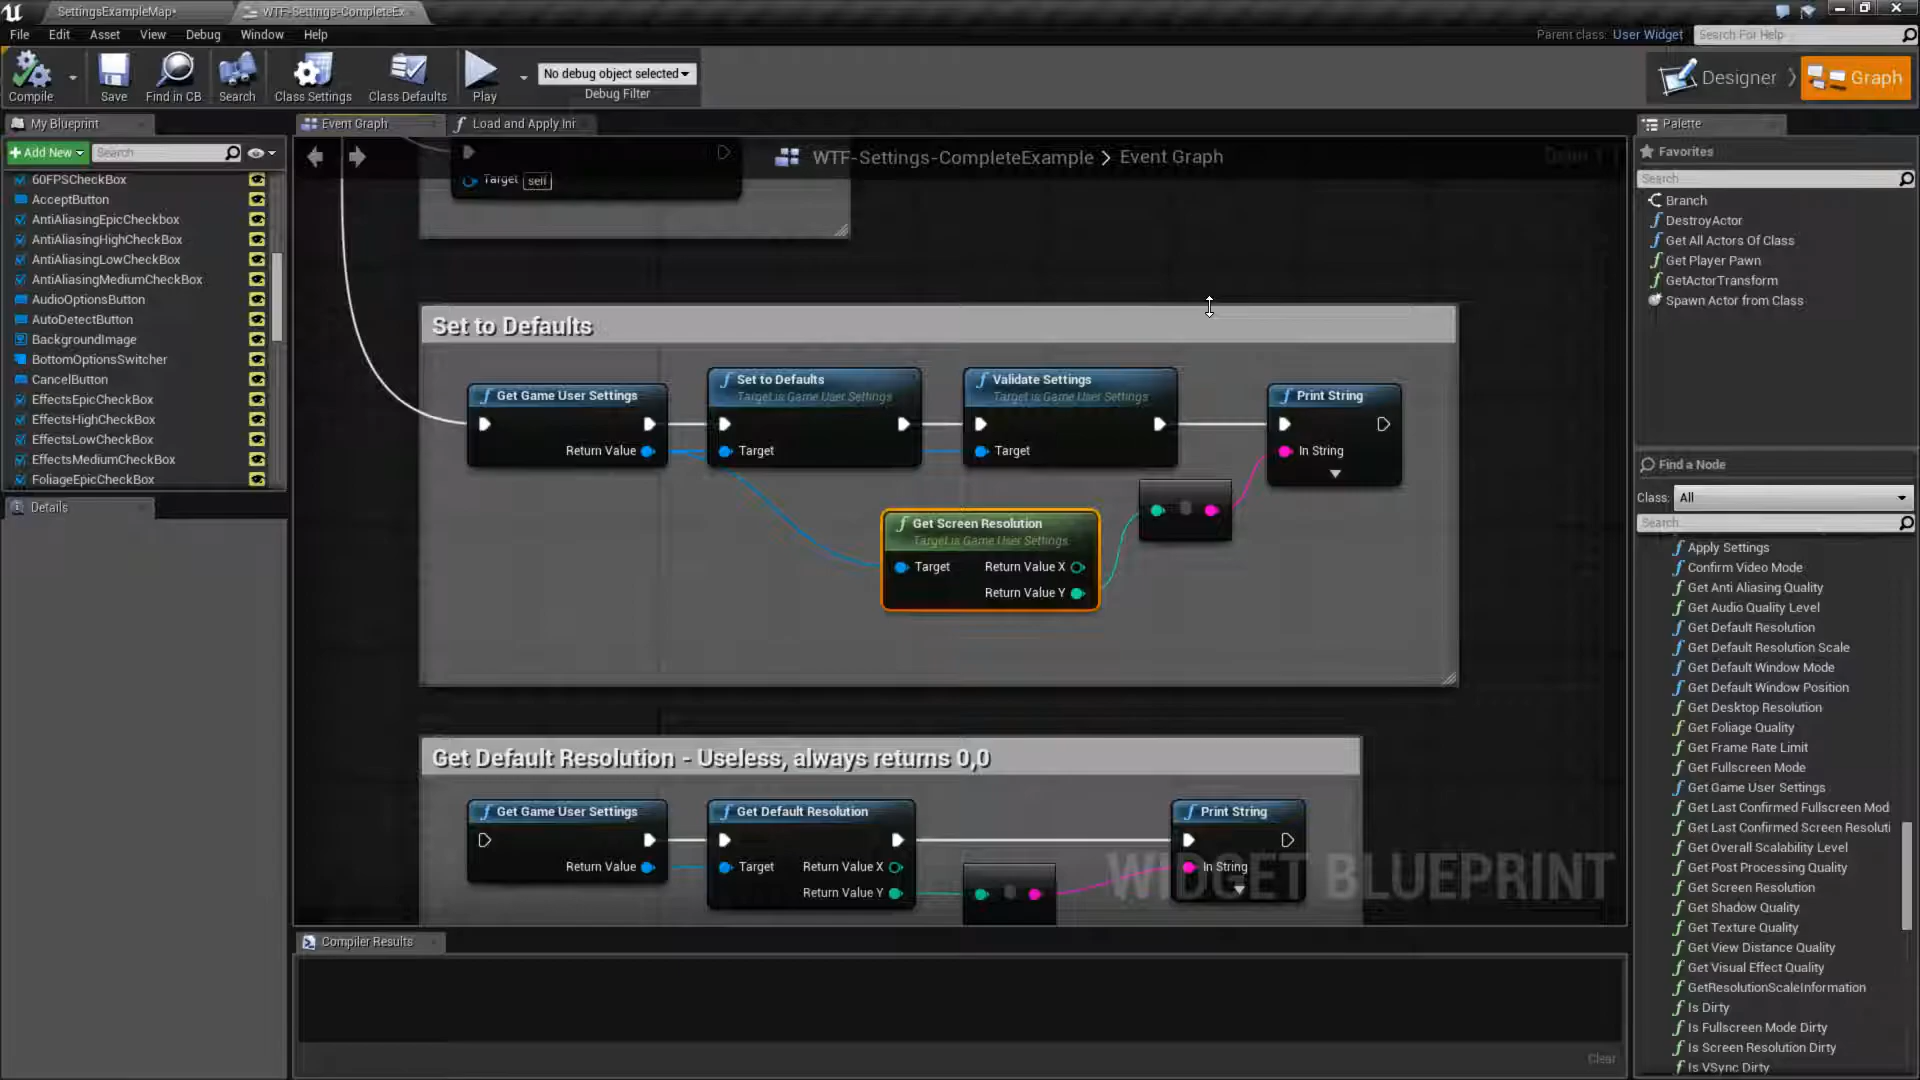 SettingsExampleMap*
WTF-Settings-CompleteEx
File Edit Asset View Debug Window Help
Parent class: User Widget
Search For Help
Compile
Save
Find in CB
Search
Class Settings
Class Defaults
Play
No debug object selected
Debug Filter
Designer
Graph
My Blueprint
Event Graph
Load and Apply Ini
Palette
Add New
Search
60FPSCheckBox
AcceptButton
AntiAliasingEpicCheckbox
AntiAliasingHighCheckBox
AntiAliasingLowCheckBox
AntiAliasingMediumCheckBox
AudioOptionsButton
AutoDetectButton
BackgroundImage
BottomOptionsSwitcher
CancelButton
EffectsEpicCheckBox
EffectsHighCheckBox
EffectsLowCheckBox
EffectsMediumCheckBox
FoliageEpicCheckBox
Details
WTF-Settings-CompleteExample > Event Graph
Target self
Set to Defaults
Get Game User Settings
Return Value
Set to Defaults
Target is Game User Settings
Target
Validate Settings
Target is Game User Settings
Target
Print String
In String
Get Screen Resolution
Target is Game User Settings
Target
Return Value X
Return Value Y
Get Default Resolution - Useless, always returns 0,0
Get Game User Settings
Return Value
Get Default Resolution
Target
Return Value X
Return Value Y
Print String
In String
WIDGET BLUEPRINT
Compiler Results
Clear
Favorites
Search
Branch
DestroyActor
Get All Actors Of Class
Get Player Pawn
GetActorTransform
Spawn Actor from Class
Find a Node
Class: All
Search
Apply Settings
Confirm Video Mode
Get Anti Aliasing Quality
Get Audio Quality Level
Get Default Resolution
Get Default Resolution Scale
Get Default Window Mode
Get Default Window Position
Get Desktop Resolution
Get Foliage Quality
Get Frame Rate Limit
Get Fullscreen Mode
Get Game User Settings
Get Last Confirmed Fullscreen Mod
Get Last Confirmed Screen Resoluti
Get Overall Scalability Level
Get Post Processing Quality
Get Screen Resolution
Get Shadow Quality
Get Texture Quality
Get View Distance Quality
Get Visual Effect Quality
GetResolutionScaleInformation
Is Dirty
Is Fullscreen Mode Dirty
Is Screen Resolution Dirty
Is VSync Dirty